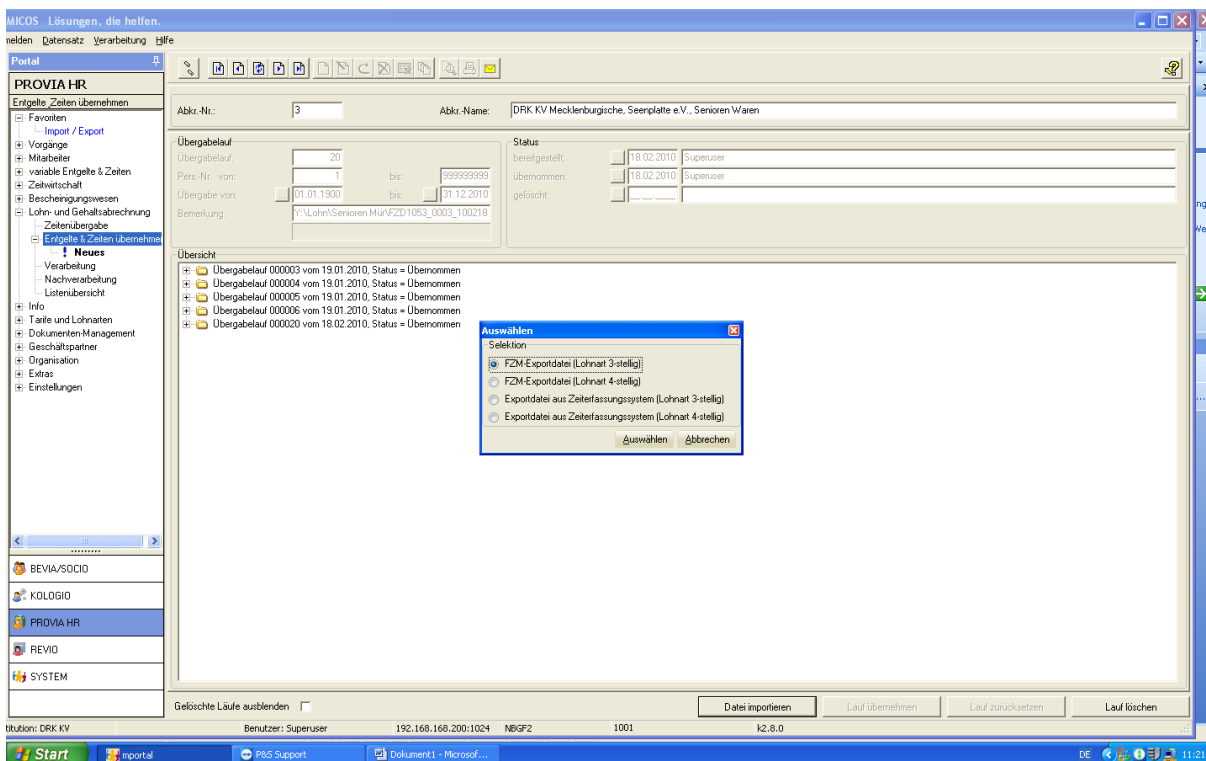 MICOS Lösungen, die helfen.
nelden Datensatz Verarbeitung Hilfe
Portal
PROVIA HR
Entgelte_Zeiten übernehmen
Favoriten
Import / Export
Vorgänge
Mitarbeiter
variable Entgelte & Zeiten
Zeitwirtschaft
Bescheinigungswesen
Lohn- und Gehaltsabrechnung
Zeitenübergabe
Entgelte & Zeiten übernehmen
! Neues
Verarbeitung
Nachverarbeitung
Listenübersicht
Info
Tarife und Lohnarten
Dokumenten-Management
Geschäftspartner
Organisation
Extras
Einstellungen
BEVIA/SOCIO
KOLOGIO
PROVIA HR
REVIO
SYSTEM
Abkr.-Nr.: 3 Abkr.-Name: DRK KV Mecklenburgische, Seenplatte e.V., Senioren Waren
Übergabelauf
Übergabelauf: 20
Pers.-Nr. von: 1 bis: 999999999
Übergabe von: 01.01.1900 bis: 31.12.2010
Bemerkung: Y:\Lohn\Senioren Mür\FZD1053_0003_100218
Status
bereitgestellt: 18.02.2010 Superuser
übernommen: 18.02.2010 Superuser
gelöscht: __.__.____
Übersicht
Übergabelauf 000003 vom 19.01.2010, Status = Übernommen
Übergabelauf 000004 vom 19.01.2010, Status = Übernommen
Übergabelauf 000005 vom 19.01.2010, Status = Übernommen
Übergabelauf 000006 vom 19.01.2010, Status = Übernommen
Übergabelauf 000020 vom 18.02.2010, Status = Übernommen
Auswählen
Selektion
FZM-Exportdatei (Lohnart 3-stellig)
FZM-Exportdatei (Lohnart 4-stellig)
Exportdatei aus Zeiterfassungssystem (Lohnart 3-stellig)
Exportdatei aus Zeiterfassungssystem (Lohnart 4-stellig)
Auswählen Abbrechen
Gelöschte Läufe ausblenden
Datei importieren Lauf übernehmen Lauf zurücksetzen Lauf löschen
titution: DRK KV Benutzer: Superuser 192.168.168.200:1024 NBGF2 1001 k2.8.0
Start mportal P&S Support Dokument1 - Microsof... DE 11:21